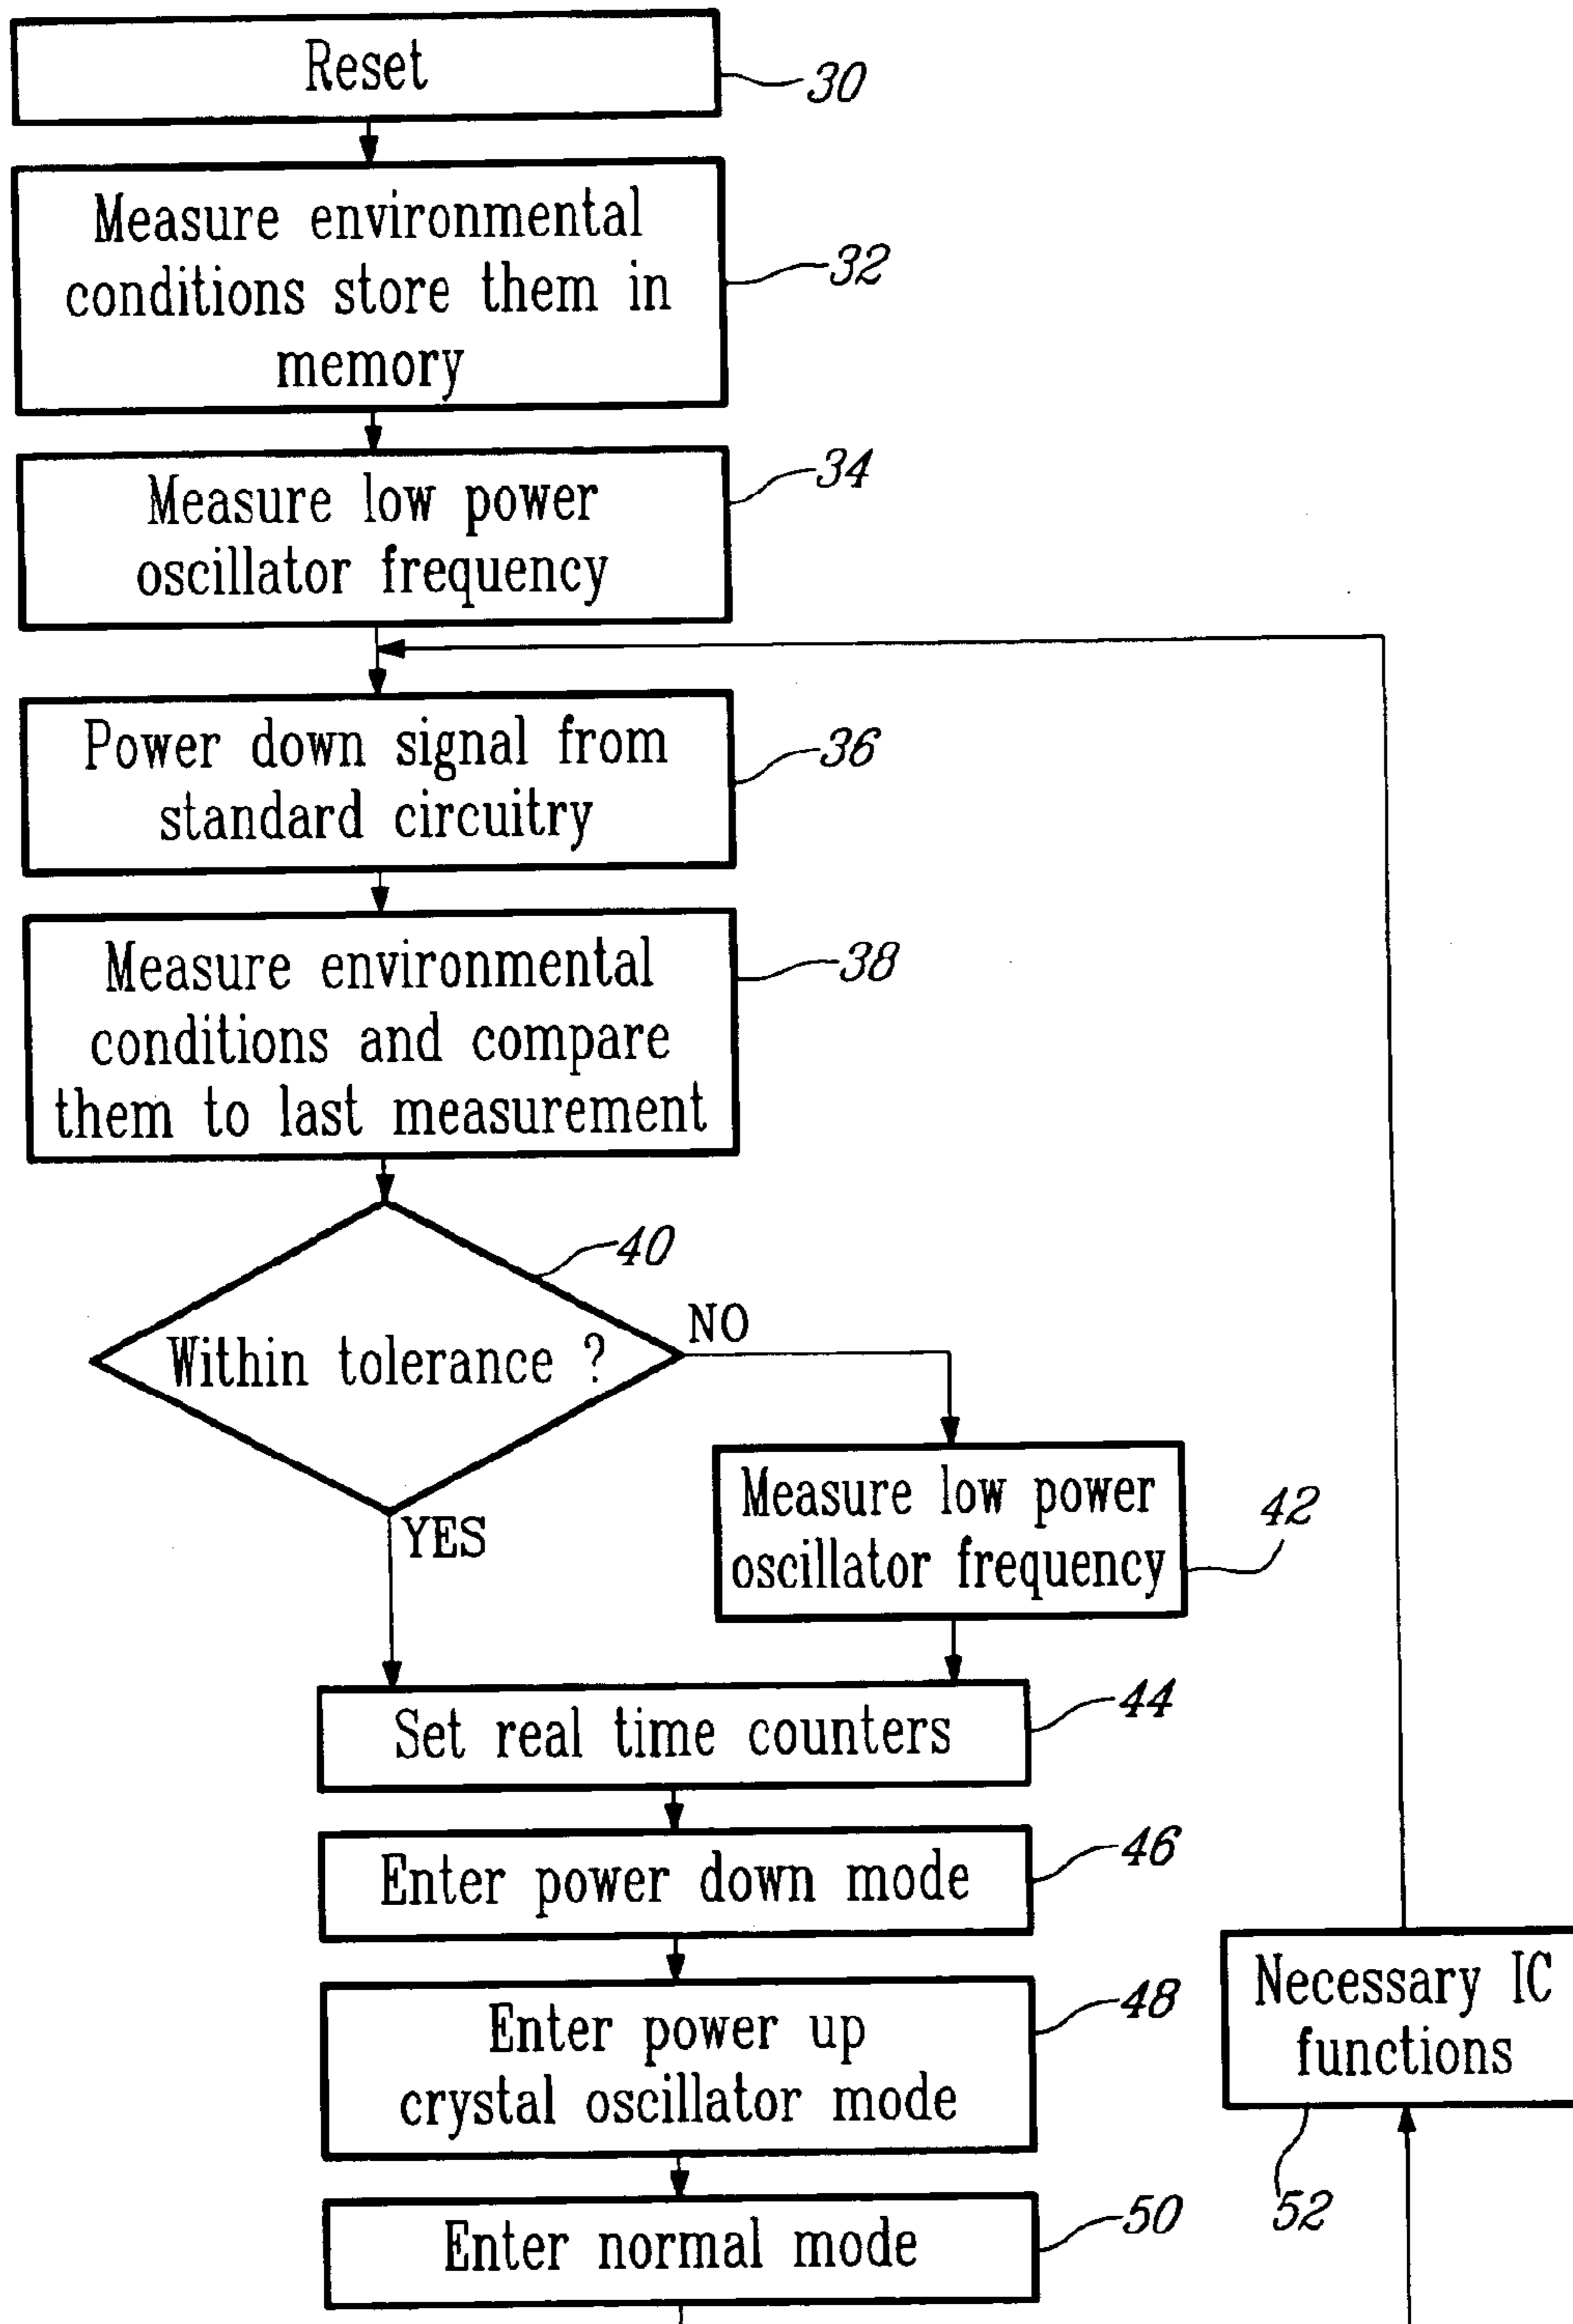 Reset
30
Measure environmental
conditions store them in
memory
32
Measure low power
oscillator frequency
34
Power down signal from
standard circuitry
36
Measure environmental
conditions and compare
them to last measurement
38
40
Within tolerance ?
NO
YES
Measure low power
oscillator frequency
42
Set real time counters
44
Enter power down mode
46
Enter power up
crystal oscillator mode
48
Necessary IC
functions
52
Enter normal mode
50